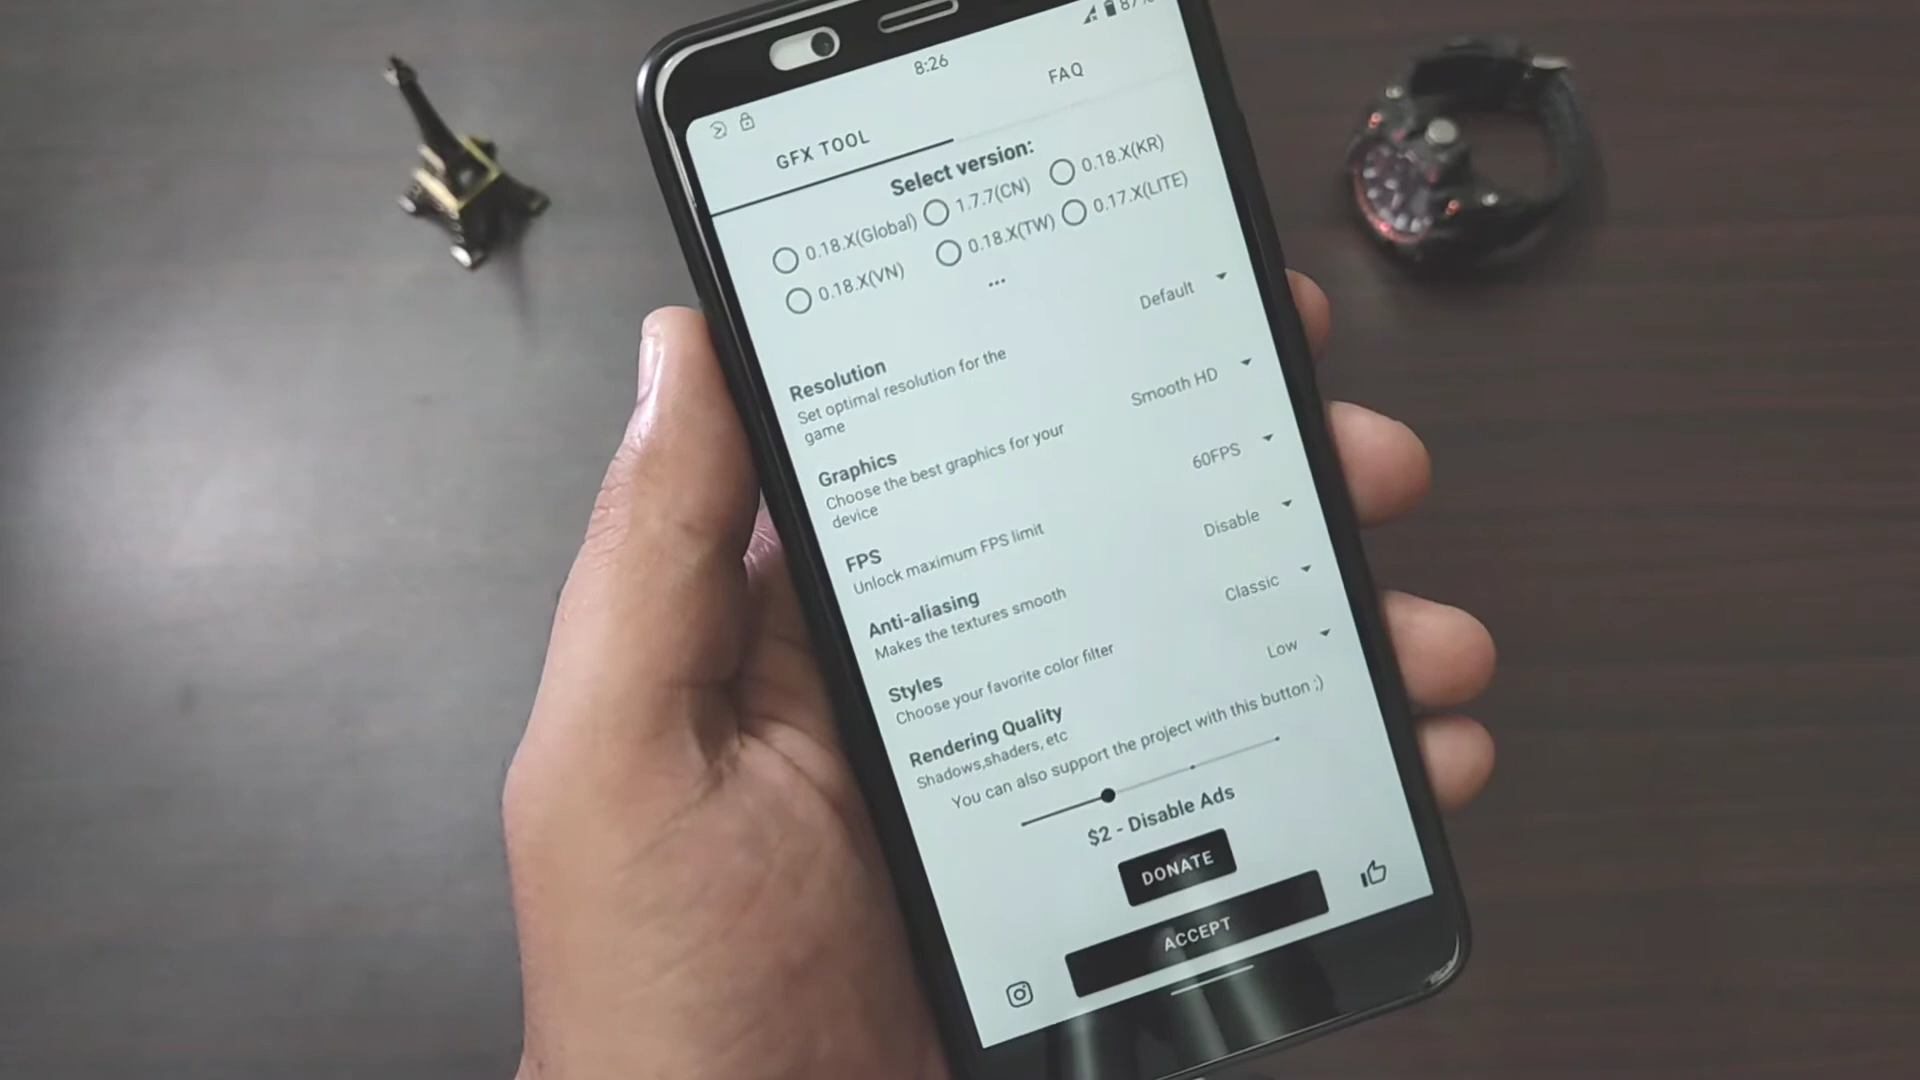 8:26
87%
GFX TOOL
FAQ
Select version:
0.18.X(Global)
1.7.7(CN)
0.18.X(KR)
0.18.X(VN)
0.18.X(TW)
0.17.X(LITE)
...
Default
Resolution
Set optimal resolution for the
game
Smooth HD
Graphics
Choose the best graphics for your
device
60FPS
FPS
Unlock maximum FPS limit
Disable
Anti-aliasing
Makes the textures smooth
Classic
Styles
Choose your favorite color filter
Low
Rendering Quality
Shadows,shaders, etc
You can also support the project with this button ;)
$2 - Disable Ads
DONATE
ACCEPT